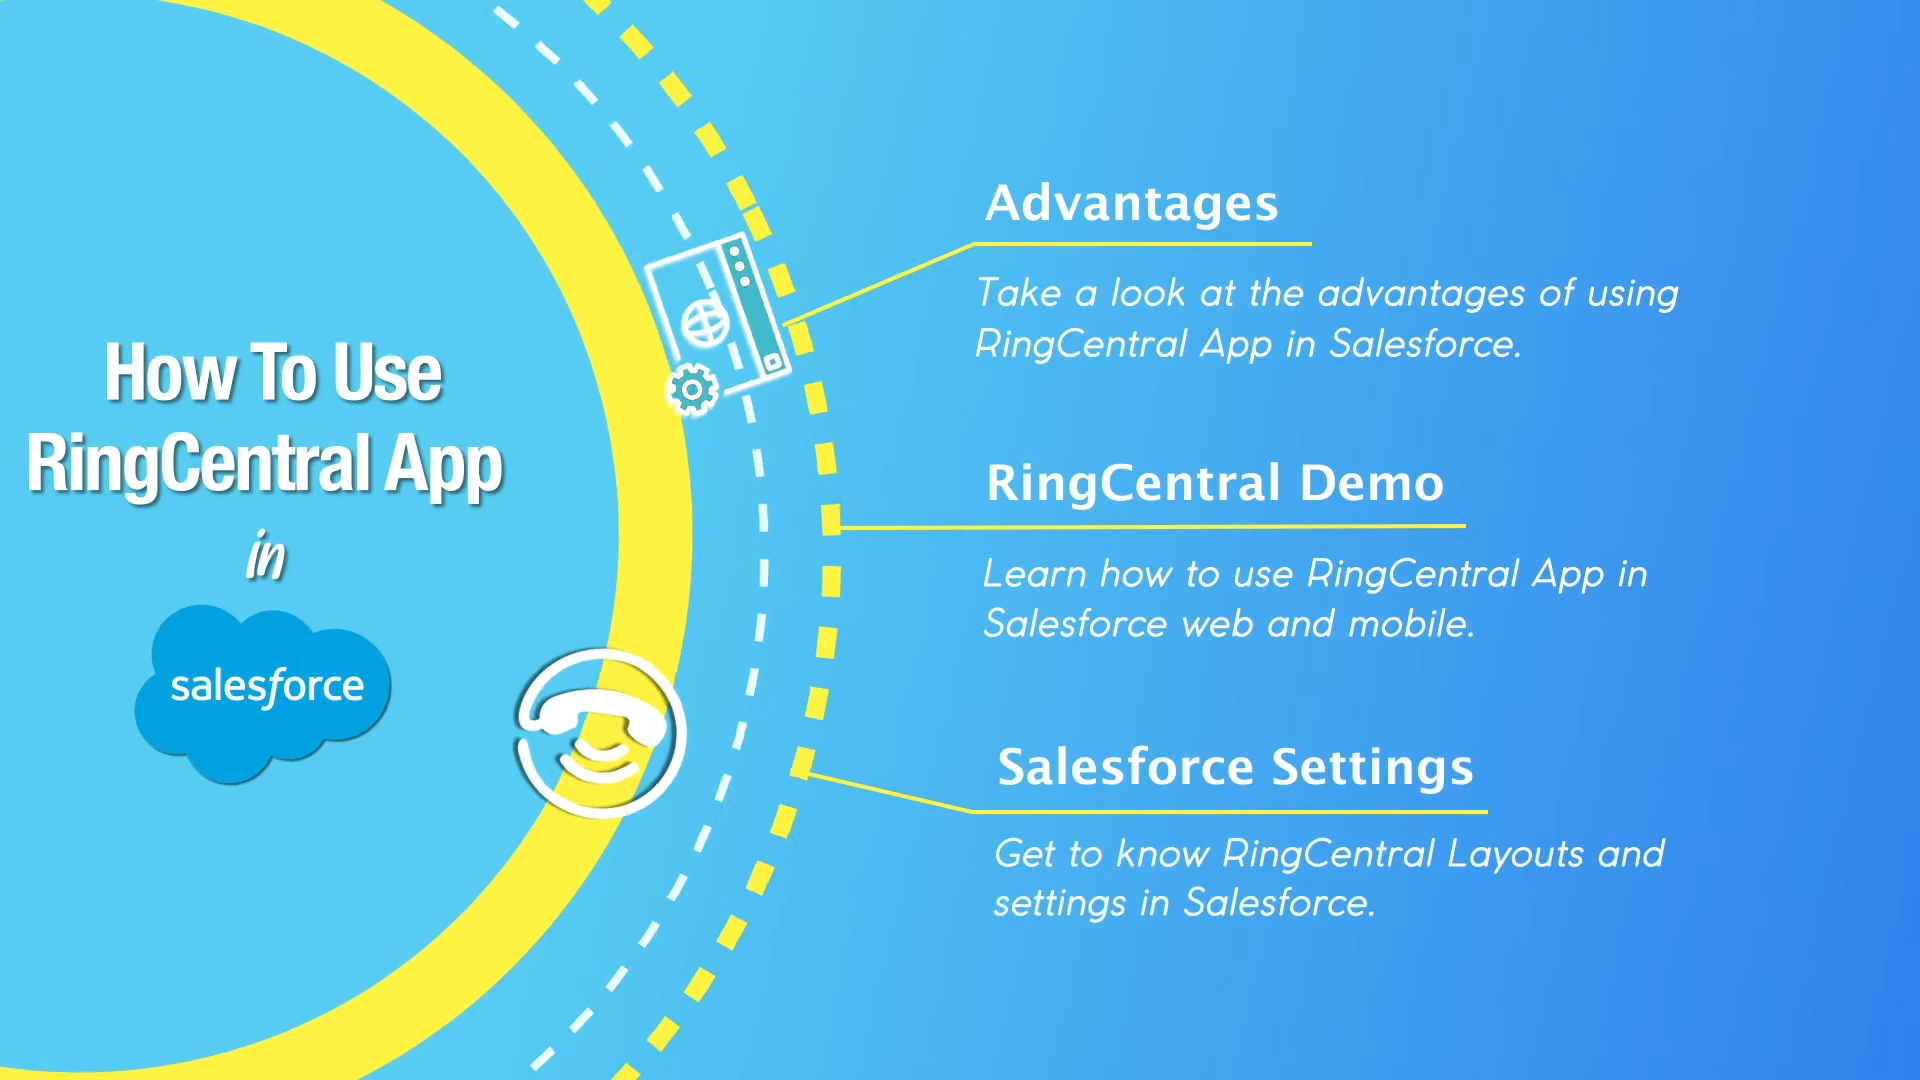 How To Use
RingCentral App
in
salesforce
Advantages
Take a look at the advantages of using
RingCentral App in Salesforce.
RingCentral Demo
Learn how to use RingCentral App in
Salesforce web and mobile.
Salesforce Settings
Get to know RingCentral Layouts and
settings in Salesforce.